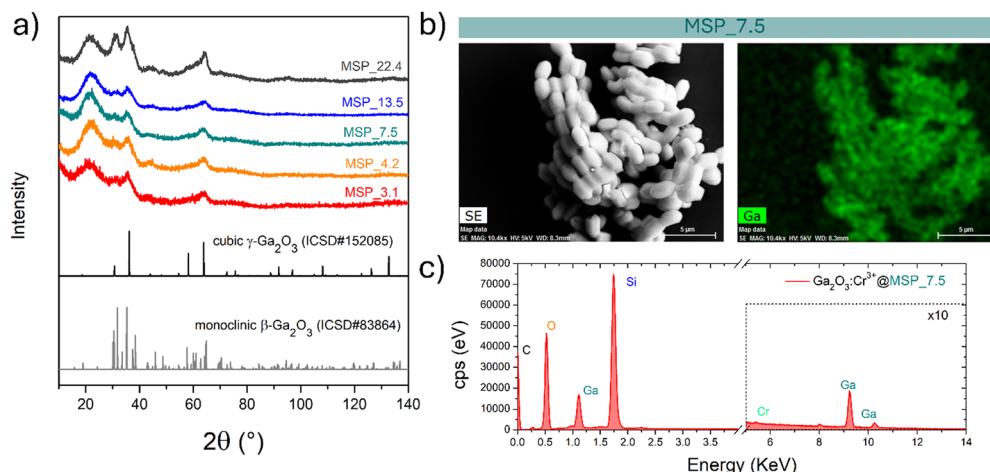 a)
MSP_22.4
MSP_13.5
MSP_7.5
MSP_4.2
MSP_3.1
cubic γ-Ga₂O₃ (ICSD#152085)
monoclinic β-Ga₂O₃ (ICSD#83864)
Intensity
20 40 60 80 100 120 140
2θ (°)
b)
MSP_7.5
SE
Map data
SE MAG: 10.4kx HV: 5kV WD: 8.3mm
5 µm
Ga
Map data
SE MAG: 10.4kx HV: 5kV WD: 8.3mm
5 µm
c)
80000
70000
60000
50000
40000
30000
20000
10000
0
cps (eV)
C
O
Ga
Si
Ga₂O₃:Cr³⁺@MSP_7.5
x10
Cr
Ga
Ga
0.0 0.5 1.0 1.5 2.0 2.5 3.0 3.5 6 8 10 12 14
Energy (KeV)